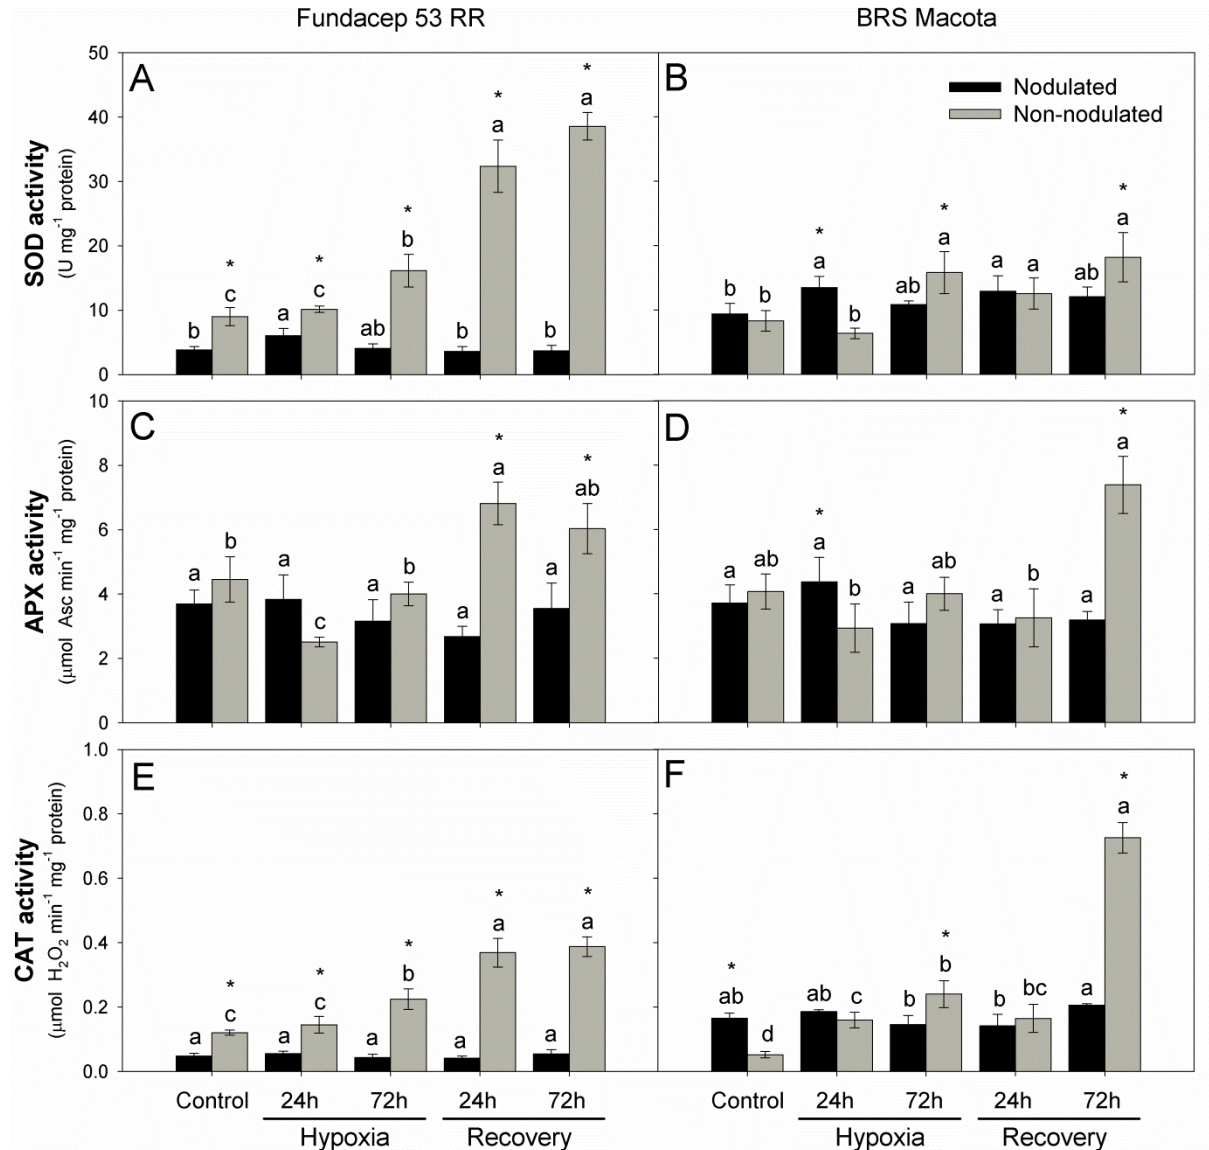 Fundacep 53 RR
BRS Macota
SOD activity
(U mg⁻¹ protein)
50
40
30
20
10
0
A
b
*
c
a
*
c
ab
*
b
b
*
a
b
*
a
B
Nodulated
Non-nodulated
b
b
*
a
b
ab
*
a
a
a
ab
*
a
APX activity
(µmol Asc min⁻¹ mg⁻¹ protein)
10
8
6
4
2
0
C
a
b
a
c
a
b
a
*
a
a
*
ab
D
a
ab
*
a
b
a
ab
a
b
a
*
a
CAT activity
(µmol H₂O₂ min⁻¹ mg⁻¹ protein)
1.0
0.8
0.6
0.4
0.2
0.0
E
a
*
c
a
*
c
a
*
b
a
*
a
a
*
a
F
*
ab
d
ab
c
b
*
b
b
bc
a
*
a
Control 24h 72h 24h 72h
Hypoxia Recovery
Control 24h 72h 24h 72h
Hypoxia Recovery